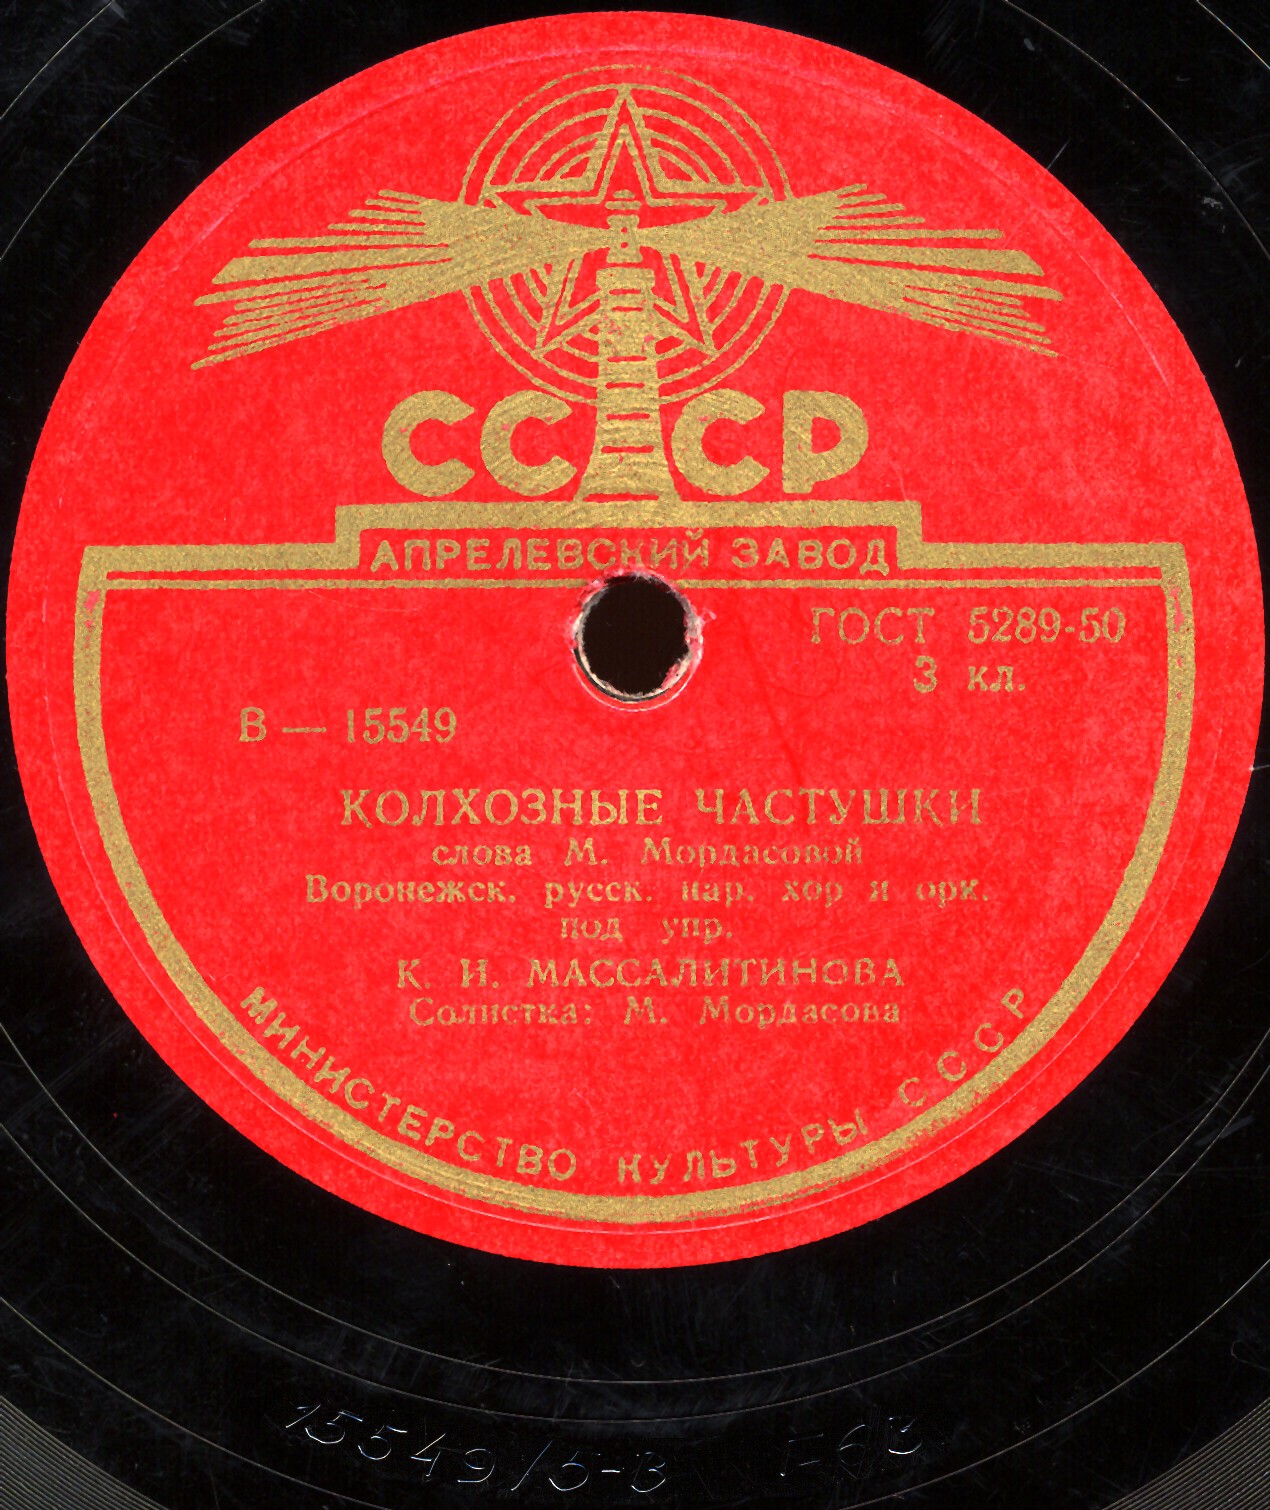 СССР
АПРЕЛЕВСКИЙ ЗАВОД
ГОСТ 5289-50
3 кл.
В — 15549
КОЛХОЗНЫЕ ЧАСТУШКИ
слова М. Мордасовой
Воронежск. русск. нар. хор и орк.
под упр.
К. И. МАССАЛИТИНОВА
Солистка: М. Мордасова
МИНИСТЕРСТВО КУЛЬТУРЫ СССР
15549/5-3